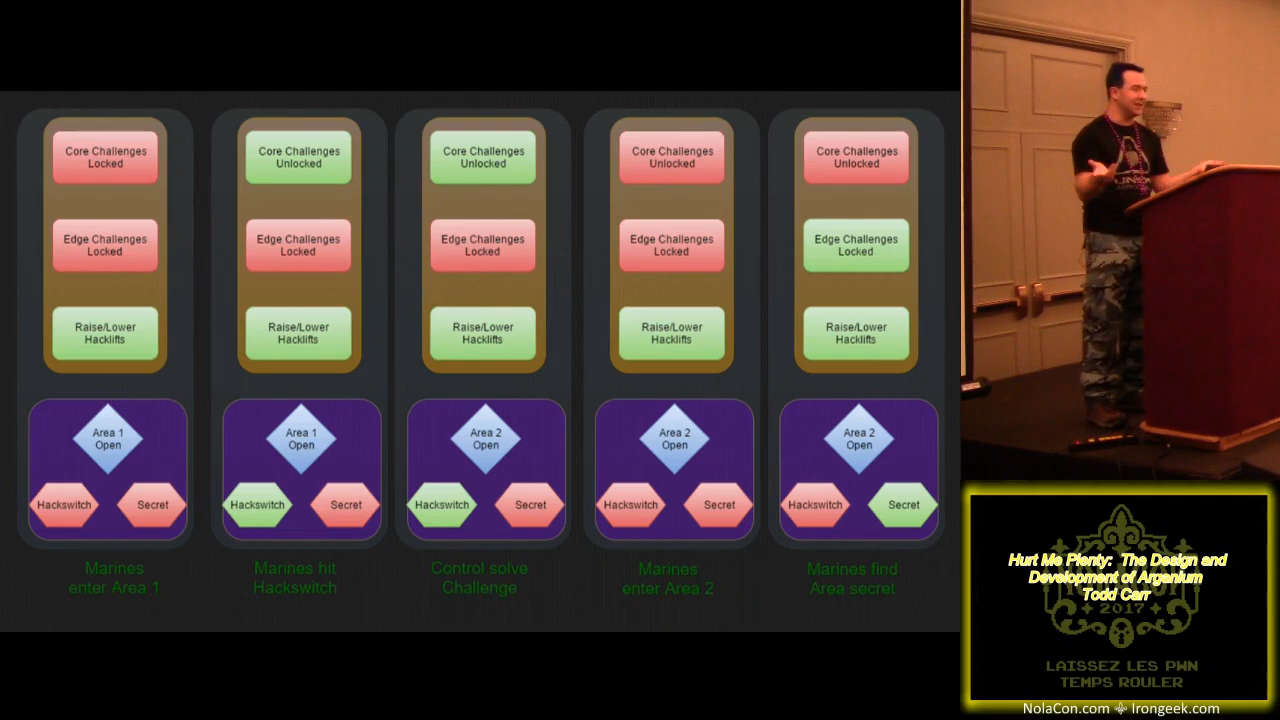 Core Challenges
Locked
Edge Challenges
Locked
Raise/Lower
Hacklifts
Area 1
Open
Hackswitch
Secret
Marines
enter Area 1
Core Challenges
Unlocked
Edge Challenges
Locked
Raise/Lower
Hacklifts
Area 1
Open
Hackswitch
Secret
Marines hit
Hackswitch
Core Challenges
Unlocked
Edge Challenges
Locked
Raise/Lower
Hacklifts
Area 2
Open
Hackswitch
Secret
Control solve
Challenge
Core Challenges
Unlocked
Edge Challenges
Locked
Raise/Lower
Hacklifts
Area 2
Open
Hackswitch
Secret
Marines
enter Area 2
Core Challenges
Unlocked
Edge Challenges
Locked
Raise/Lower
Hacklifts
Area 2
Open
Hackswitch
Secret
Marines find
Area secret
Hurt Me Plenty: The Design and
Development of Arganium
Todd Carr
2017
LAISSEZ LES PWN
TEMPS ROULER
NolaCon.com ⚜ Irongeek.com